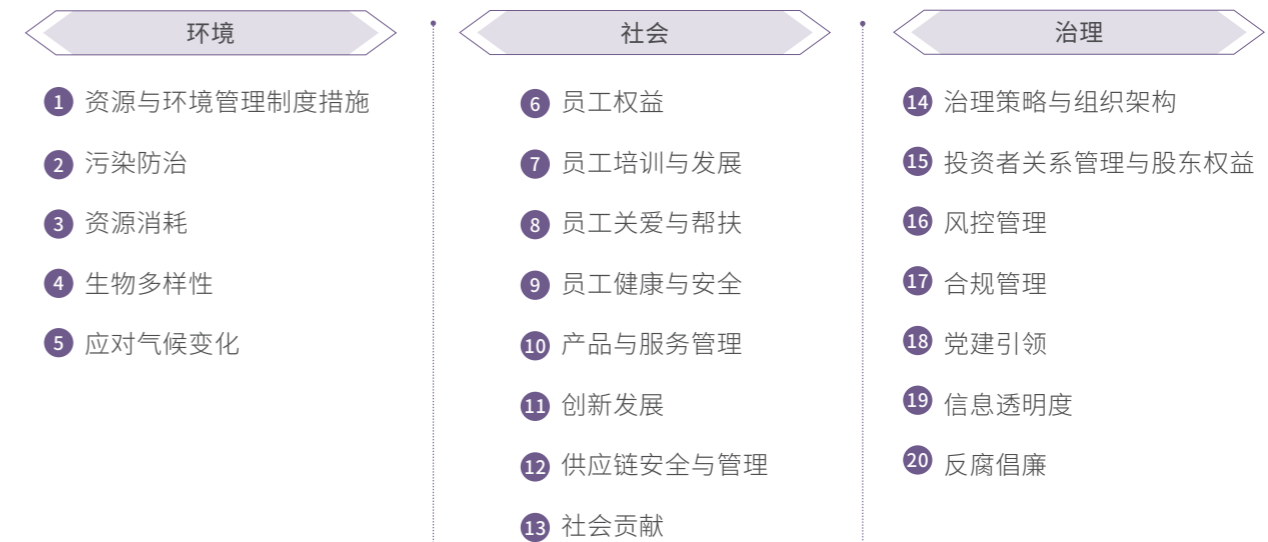 环境
1 资源与环境管理制度措施
2 污染防治
3 资源消耗
4 生物多样性
5 应对气候变化
社会
6 员工权益
7 员工培训与发展
8 员工关爱与帮扶
9 员工健康与安全
10 产品与服务管理
11 创新发展
12 供应链安全与管理
13 社会贡献
治理
14 治理策略与组织架构
15 投资者关系管理与股东权益
16 风控管理
17 合规管理
18 党建引领
19 信息透明度
20 反腐倡廉